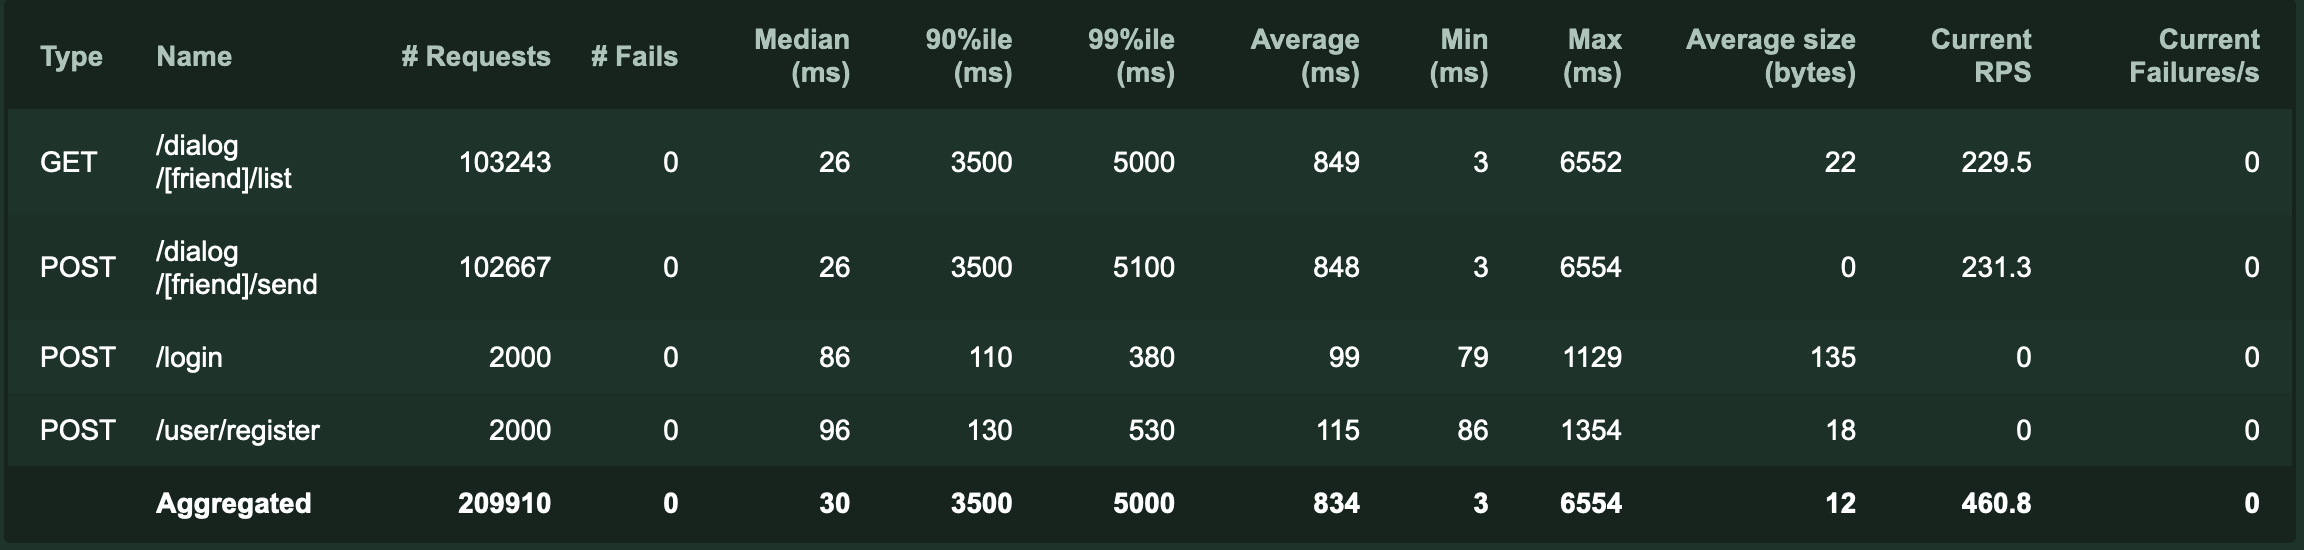 Type Name # Requests # Fails Median (ms) 90%ile (ms) 99%ile (ms) Average (ms) Min (ms) Max (ms) Average size (bytes) Current RPS Current Failures/s
GET /dialog /[friend]/list 103243 0 26 3500 5000 849 3 6552 22 229.5 0
POST /dialog /[friend]/send 102667 0 26 3500 5100 848 3 6554 0 231.3 0
POST /login 2000 0 86 110 380 99 79 1129 135 0 0
POST /user/register 2000 0 96 130 530 115 86 1354 18 0 0
Aggregated 209910 0 30 3500 5000 834 3 6554 12 460.8 0